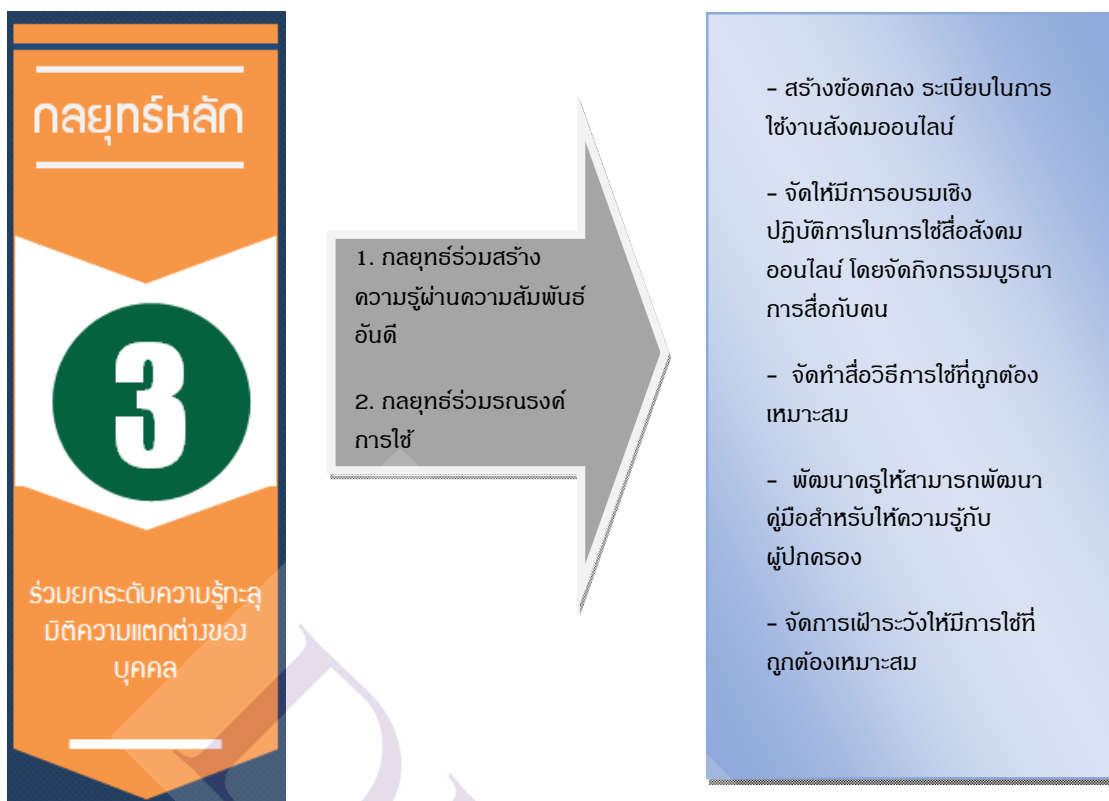 กลยุทธ์หลัก
3
ร่วมยกระดับความรู้ทะลุ
มิติความแตกต่างของ
บุคคล
1. กลยุทธ์ร่วมสร้าง
ความรู้ผ่านความสัมพันธ์
อันดี
2. กลยุทธ์ร่วมรณรงค์
การใช้
- สร้างข้อตกลง ระเบียบในการ
ใช้งานสังคมออนไลน์
- จัดให้มีการอบรมเชิง
ปฏิบัติการในการใช้สื่อสังคม
ออนไลน์ โดยจัดกิจกรรมบูรณา
การสื่อกับคน
- จัดทำสื่อวิธีการใช้ที่ถูกต้อง
เหมาะสม
- พัฒนาครูให้สามารถพัฒนา
คู่มือสำหรับให้ความรู้กับ
ผู้ปกครอง
- จัดการเฝ้าระวังให้มีการใช้ที่
ถูกต้องเหมาะสม